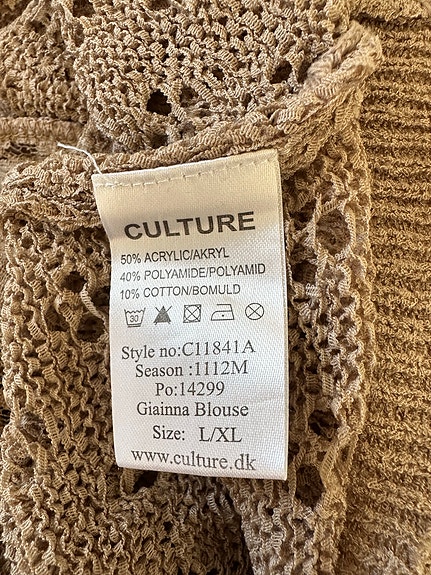 CULTURE
50% ACRYLIC/AKRYL
40% POLYAMIDE/POLYAMID
10% COTTON/BOMULD
30
Style no:C11841A
Season :1112M
Po:14299
Giainna Blouse
Size: L/XL
www.culture.dk